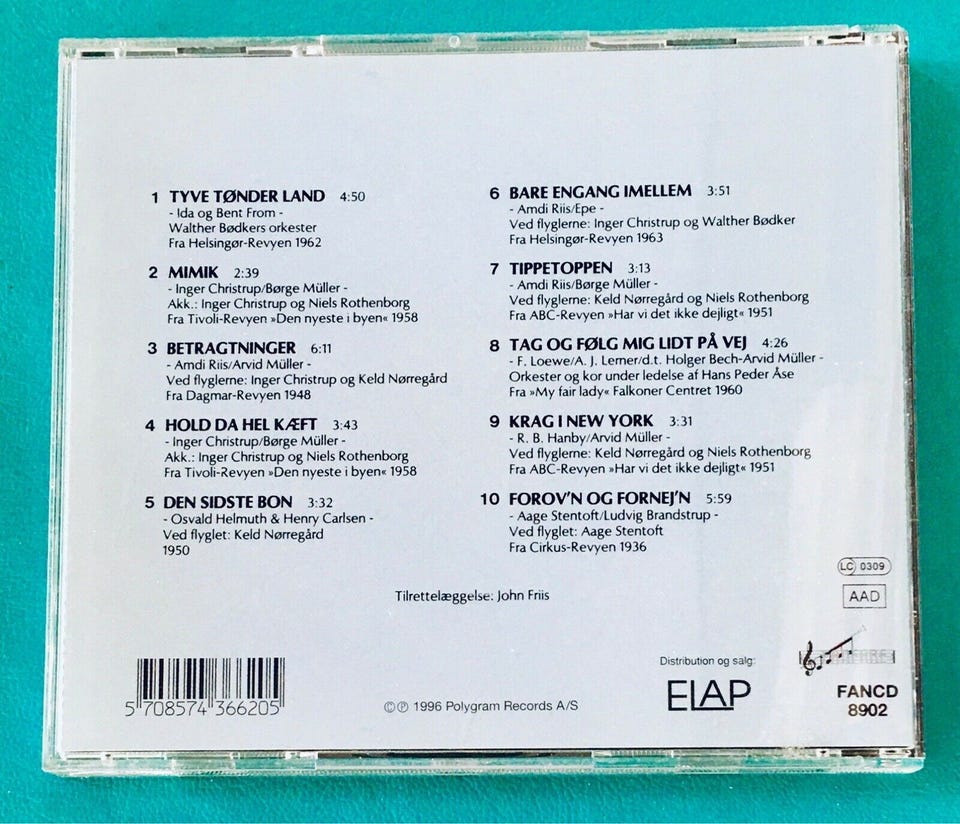 1 TYVE TØNDER LAND 4:50
- Ida og Bent From -
Walther Bødkers orkester
Fra Helsingør-Revyen 1962
2 MIMIK 2:39
- Inger Christrup/Børge Müller -
Akk.: Inger Christrup og Niels Rothenborg
Fra Tivoli-Revyen »Den nyeste i byen« 1958
3 BETRAGTNINGER 6:11
- Amdi Riis/Arvid Müller -
Ved flyglerne: Inger Christrup og Keld Nørregård
Fra Dagmar-Revyen 1948
4 HOLD DA HEL KÆFT 3:43
- Inger Christrup/Børge Müller -
Akk.: Inger Christrup og Niels Rothenborg
Fra Tivoli-Revyen »Den nyeste i byen« 1958
5 DEN SIDSTE BON 3:32
- Osvald Helmuth & Henry Carlsen -
Ved flyglet: Keld Nørregård
1950
6 BARE ENGANG IMELLEM 3:51
- Amdi Riis/Epe -
Ved flyglerne: Inger Christrup og Walther Bødker
Fra Helsingør-Revyen 1963
7 TIPPETOPPEN 3:13
- Amdi Riis/Børge Müller -
Ved flyglerne: Keld Nørregård og Niels Rothenborg
Fra ABC-Revyen »Har vi det ikke dejligt« 1951
8 TAG OG FØLG MIG LIDT PÅ VEJ 4:26
- F. Loewe/A. J. Lerner/d.t. Holger Bech-Arvid Müller -
Orkester og kor under ledelse af Hans Peder Åse
Fra »My fair lady« Falkoner Centret 1960
9 KRAG I NEW YORK 3:31
- R. B. Hanby/Arvid Müller -
Ved flyglerne: Keld Nørregård og Niels Rothenborg
Fra ABC-Revyen »Har vi det ikke dejligt« 1951
10 FOROV'N OG FORNEJ'N 5:59
- Aage Stentoft/Ludvig Brandstrup -
Ved flyglet: Aage Stentoft
Fra Cirkus-Revyen 1936
Tilrettelæggelse: John Friis
LC 0309
AAD
5 708574 366205
©℗ 1996 Polygram Records A/S
Distribution og salg:
ELAP
FANCD
8902